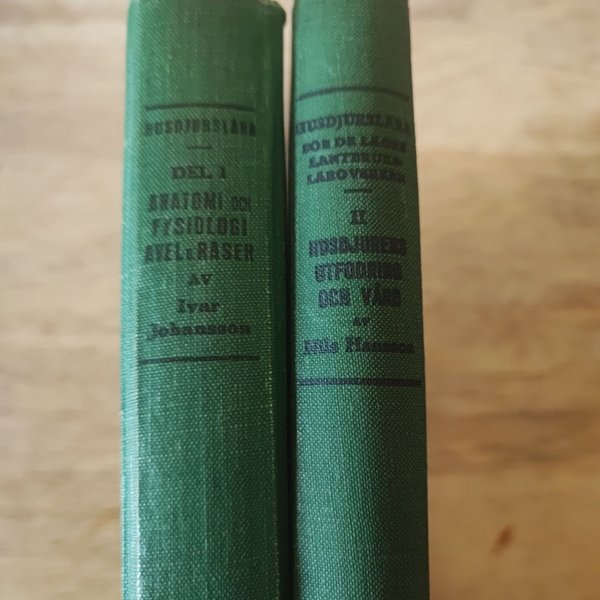 HUSDJURSLÄRA
DEL I
ANATOMI OCH
FYSIOLOGI
AVEL & RASER
AV
Ivar
Johansson
HUSDJURSLÄRA
FÖR DE LÄGRE
LANTBRUKS-
LÄROVERKEN
II
HUSDJURENS
UTFODRING
OCH VÅRD
AV
Nils Hansson